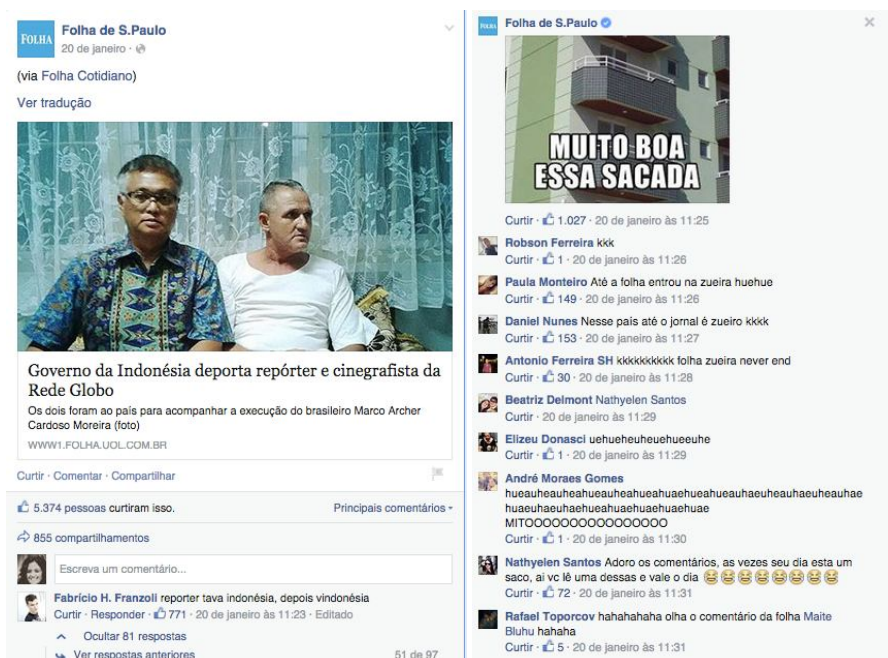 FOLHA
Folha de S.Paulo
20 de janeiro ·
(via Folha Cotidiano)
Ver tradução
Governo da Indonésia deporta repórter e cinegrafista da
Rede Globo
Os dois foram ao país para acompanhar a execução do brasileiro Marco Archer
Cardoso Moreira (foto)
WWW1.FOLHA.UOL.COM.BR
Curtir · Comentar · Compartilhar
5.374 pessoas curtiram isso.
Principais comentários
855 compartilhamentos
Escreva um comentário...
Fabrício H. Franzoli reporter tava indonésia, depois vindonésia
Curtir · Responder · 771 · 20 de janeiro às 11:23 · Editado
Ocultar 81 respostas
Ver respostas anteriores
51 de 97
FOLHA
Folha de S.Paulo
MUITO BOA
ESSA SACADA
Curtir · 1.027 · 20 de janeiro às 11:25
Robson Ferreira kkk
Curtir · 1 · 20 de janeiro às 11:26
Paula Monteiro Até a folha entrou na zueira huehue
Curtir · 149 · 20 de janeiro às 11:26
Daniel Nunes Nesse país até o jornal é zueiro kkkk
Curtir · 153 · 20 de janeiro às 11:27
Antonio Ferreira SH kkkkkkkkkk folha zueira never end
Curtir · 30 · 20 de janeiro às 11:28
Beatriz Delmont Nathyelen Santos
Curtir · 20 de janeiro às 11:29
Elizeu Donasci uehueheuheuehueeuhe
Curtir · 1 · 20 de janeiro às 11:29
André Moraes Gomes
hueauheauheahueauheahueahuaehueahueauhaeuheauhaeuheauhae
huaeuhaeuhaehueahuaehuaehuaehuae
MITOOOOOOOOOOOOOOOO
Curtir · 1 · 20 de janeiro às 11:30
Nathyelen Santos Adoro os comentários, as vezes seu dia esta um
saco, ai vc lê uma dessas e vale o dia 😆😆😆😆😆😆😆😆
Curtir · 72 · 20 de janeiro às 11:31
Rafael Toporcov hahahahahaha olha o comentário da folha Maite
Bluhu hahaha
Curtir · 5 · 20 de janeiro às 11:31